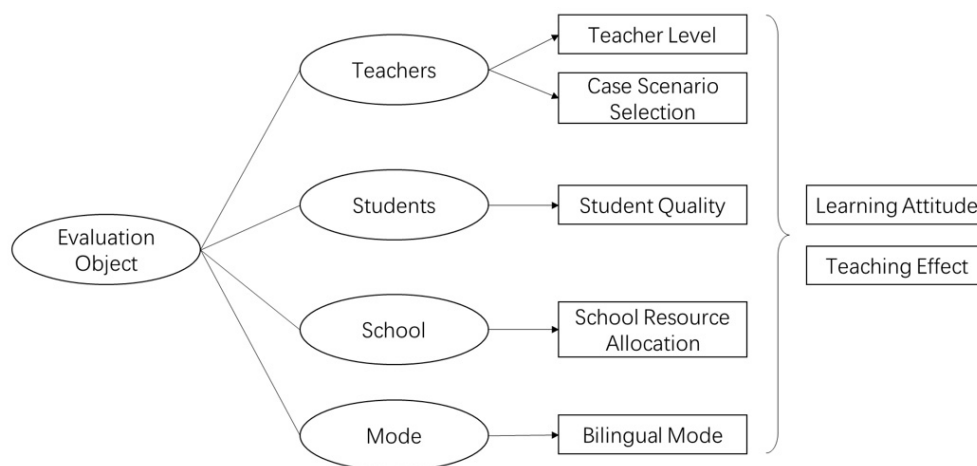 Evaluation
Object
Teachers
Students
School
Mode
Teacher Level
Case Scenario
Selection
Student Quality
School Resource
Allocation
Bilingual Mode
Learning Attitude
Teaching Effect